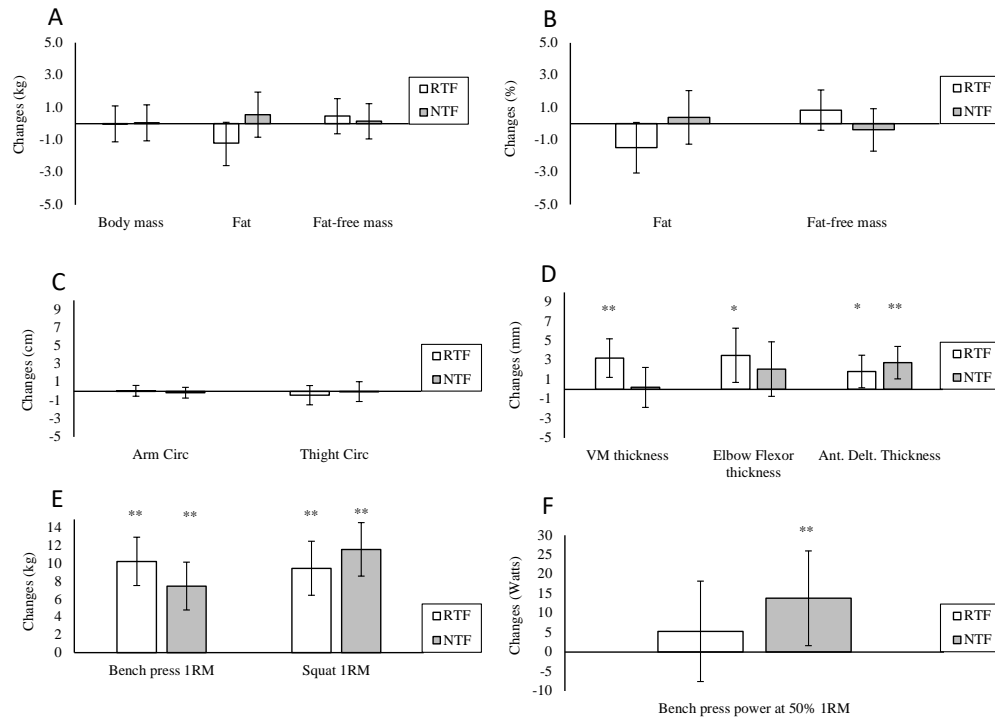 A
Changes (kg)
5.0
3.0
1.0
-1.0
-3.0
-5.0
Body mass
Fat
Fat-free mass
RTF
NTF
B
Changes (%)
5.0
3.0
1.0
-1.0
-3.0
-5.0
Fat
Fat-free mass
RTF
NTF
C
Changes (cm)
9
7
5
3
1
-1
-3
-5
Arm Circ
Thight Circ
RTF
NTF
D
Changes (mm)
9
7
5
3
1
-1
-3
-5
** * * **
VM thickness
Elbow Flexor
thickness
Ant. Delt. Thickness
RTF
NTF
E
Changes (kg)
14
12
10
8
6
4
2
0
** ** ** **
Bench press 1RM
Squat 1RM
RTF
NTF
F
Changes (Watts)
30
25
20
15
10
5
0
-5
-10
**
Bench press power at 50% 1RM
RTF
NTF